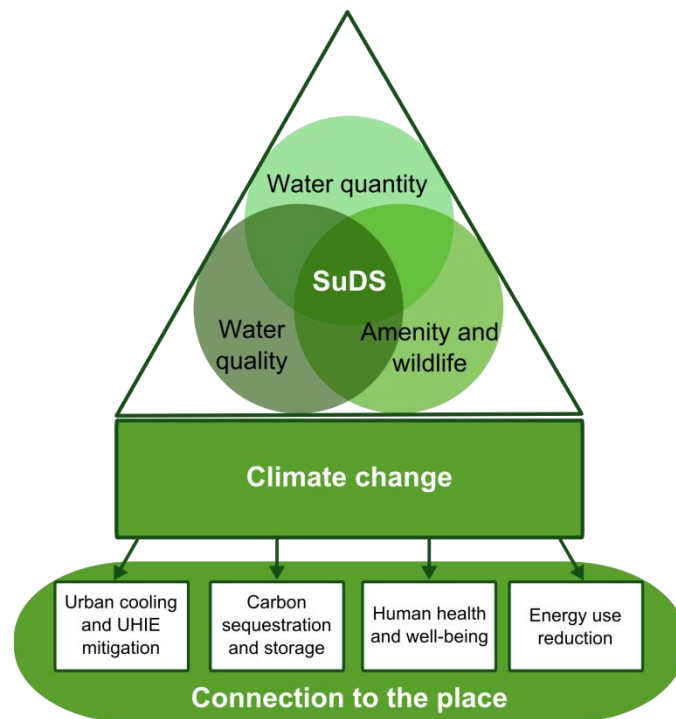 Water quantity
SuDS
Water
quality
Amenity and
wildlife
Climate change
Urban cooling
and UHIE
mitigation
Carbon
sequestration
and storage
Human health
and well-being
Energy use
reduction
Connection to the place